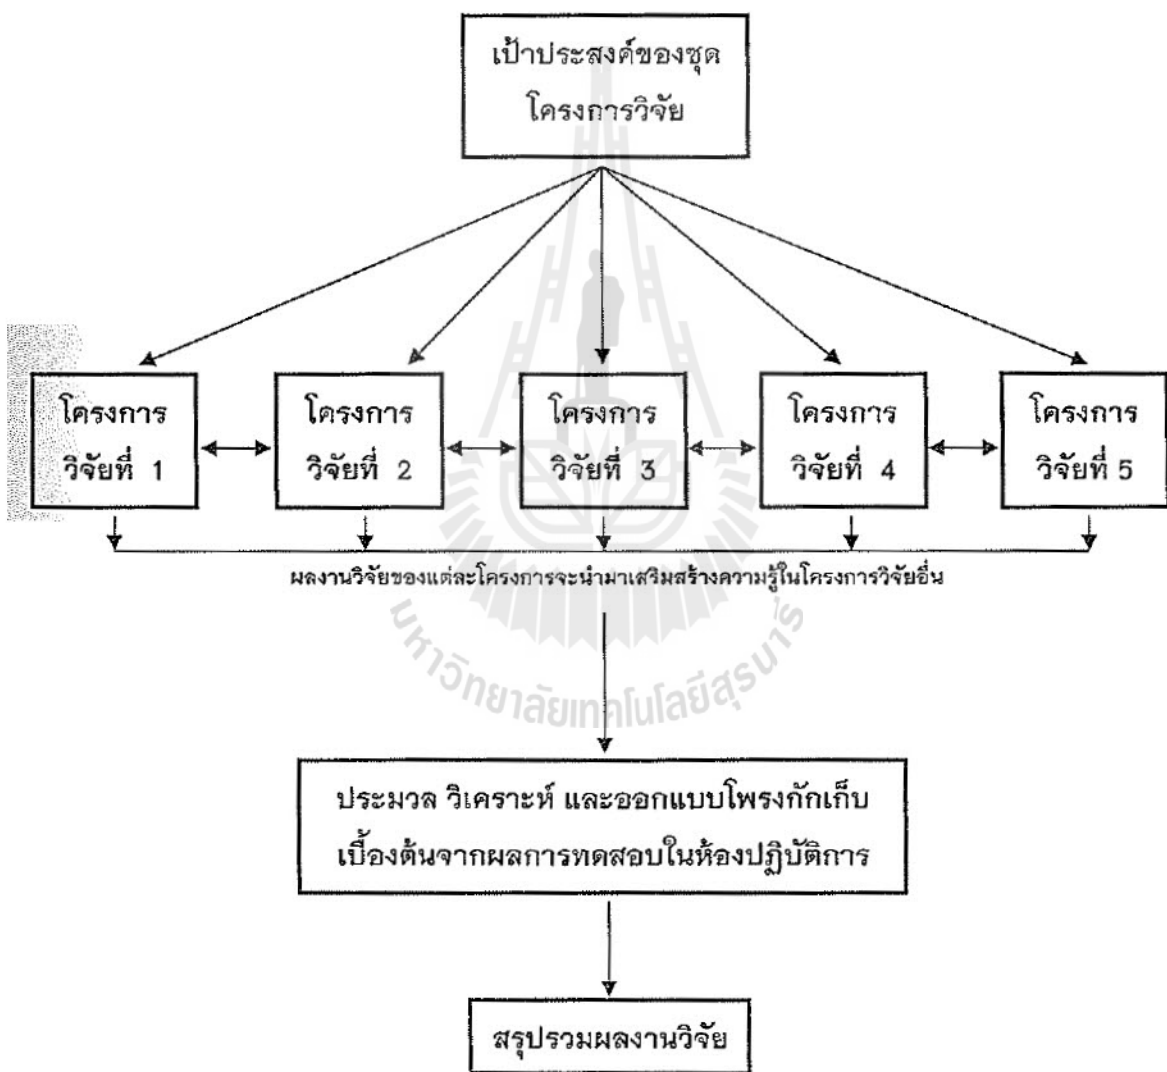 เป้าประสงค์ของชุด
โครงการวิจัย
โครงการ
วิจัยที่ 1
โครงการ
วิจัยที่ 2
โครงการ
วิจัยที่ 3
โครงการ
วิจัยที่ 4
โครงการ
วิจัยที่ 5
ผลงานวิจัยของแต่ละโครงการจะนำมาเสริมสร้างความรู้ในโครงการวิจัยอื่น
มหาวิทยาลัยเทคโนโลยีสุรนารี
ประมวล วิเคราะห์ และออกแบบโพรงกักเก็บ
เบื้องต้นจากผลการทดสอบในห้องปฏิบัติการ
สรุปรวมผลงานวิจัย